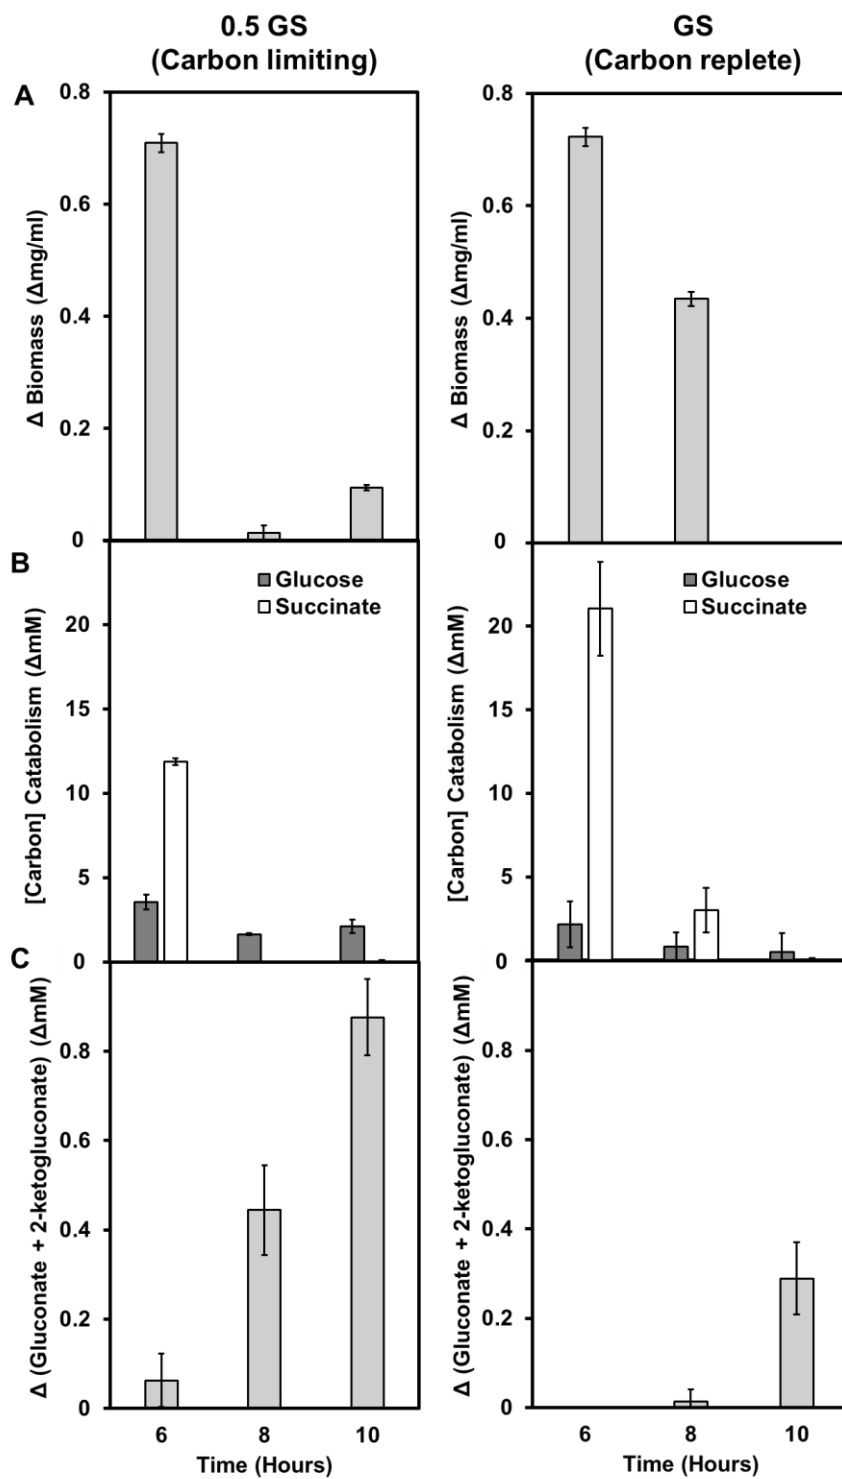 0.5 GS
(Carbon limiting)
GS
(Carbon replete)
A
Δ Biomass (Δmg/ml)
0.8
0.6
0.4
0.2
0
Δ Biomass (Δmg/ml)
0.8
0.6
0.4
0.2
0
B
[Carbon] Catabolism (ΔmM)
20
15
10
5
0
Glucose
Succinate
[Carbon] Catabolism (ΔmM)
20
15
10
5
0
Glucose
Succinate
C
Δ (Gluconate + 2-ketogluconate) (ΔmM)
0.8
0.6
0.4
0.2
0
6 8 10
Time (Hours)
Δ (Gluconate + 2-ketogluconate) (ΔmM)
0.8
0.6
0.4
0.2
0
6 8 10
Time (Hours)